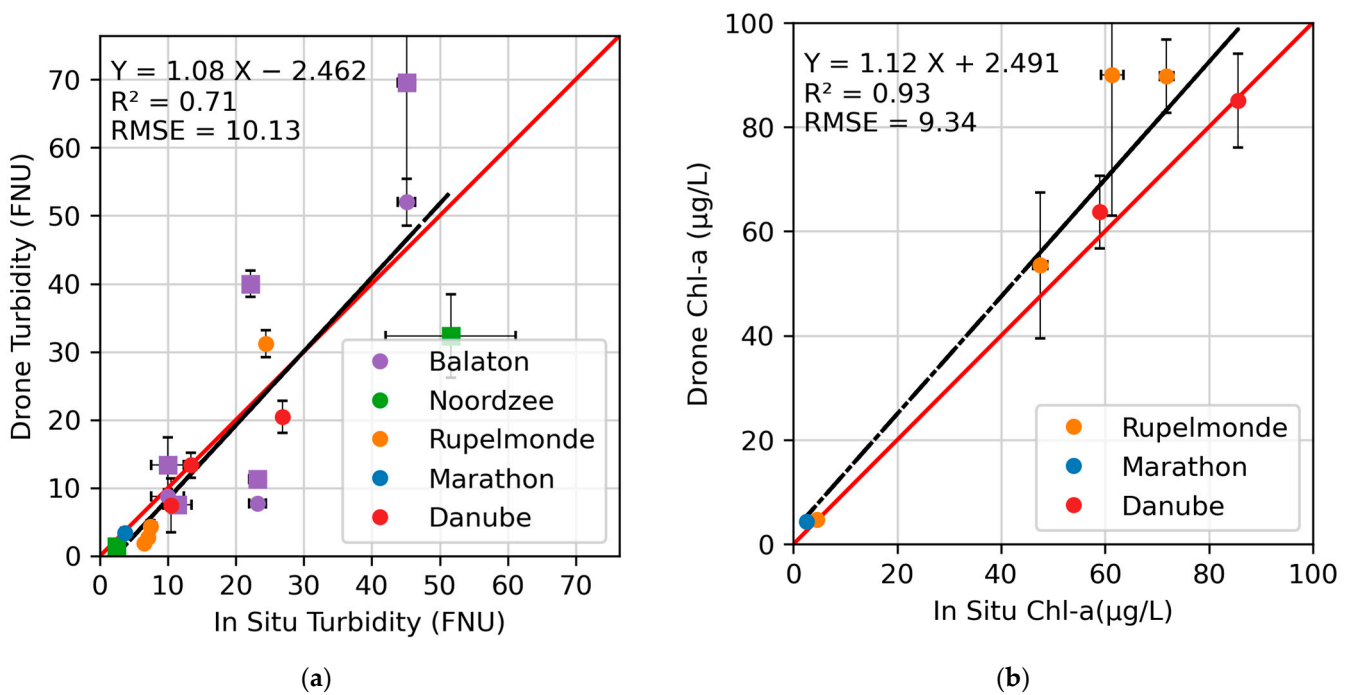 Y = 1.08 X − 2.462
R² = 0.71
RMSE = 10.13
70
60
50
40
30
20
10
0
Drone Turbidity (FNU)
Balaton
Noordzee
Rupelmonde
Marathon
Danube
0 10 20 30 40 50 60 70
In Situ Turbidity (FNU)
(a)
Y = 1.12 X + 2.491
R² = 0.93
RMSE = 9.34
100
80
60
40
20
0
Drone Chl-a (µg/L)
Rupelmonde
Marathon
Danube
0 20 40 60 80 100
In Situ Chl-a(µg/L)
(b)